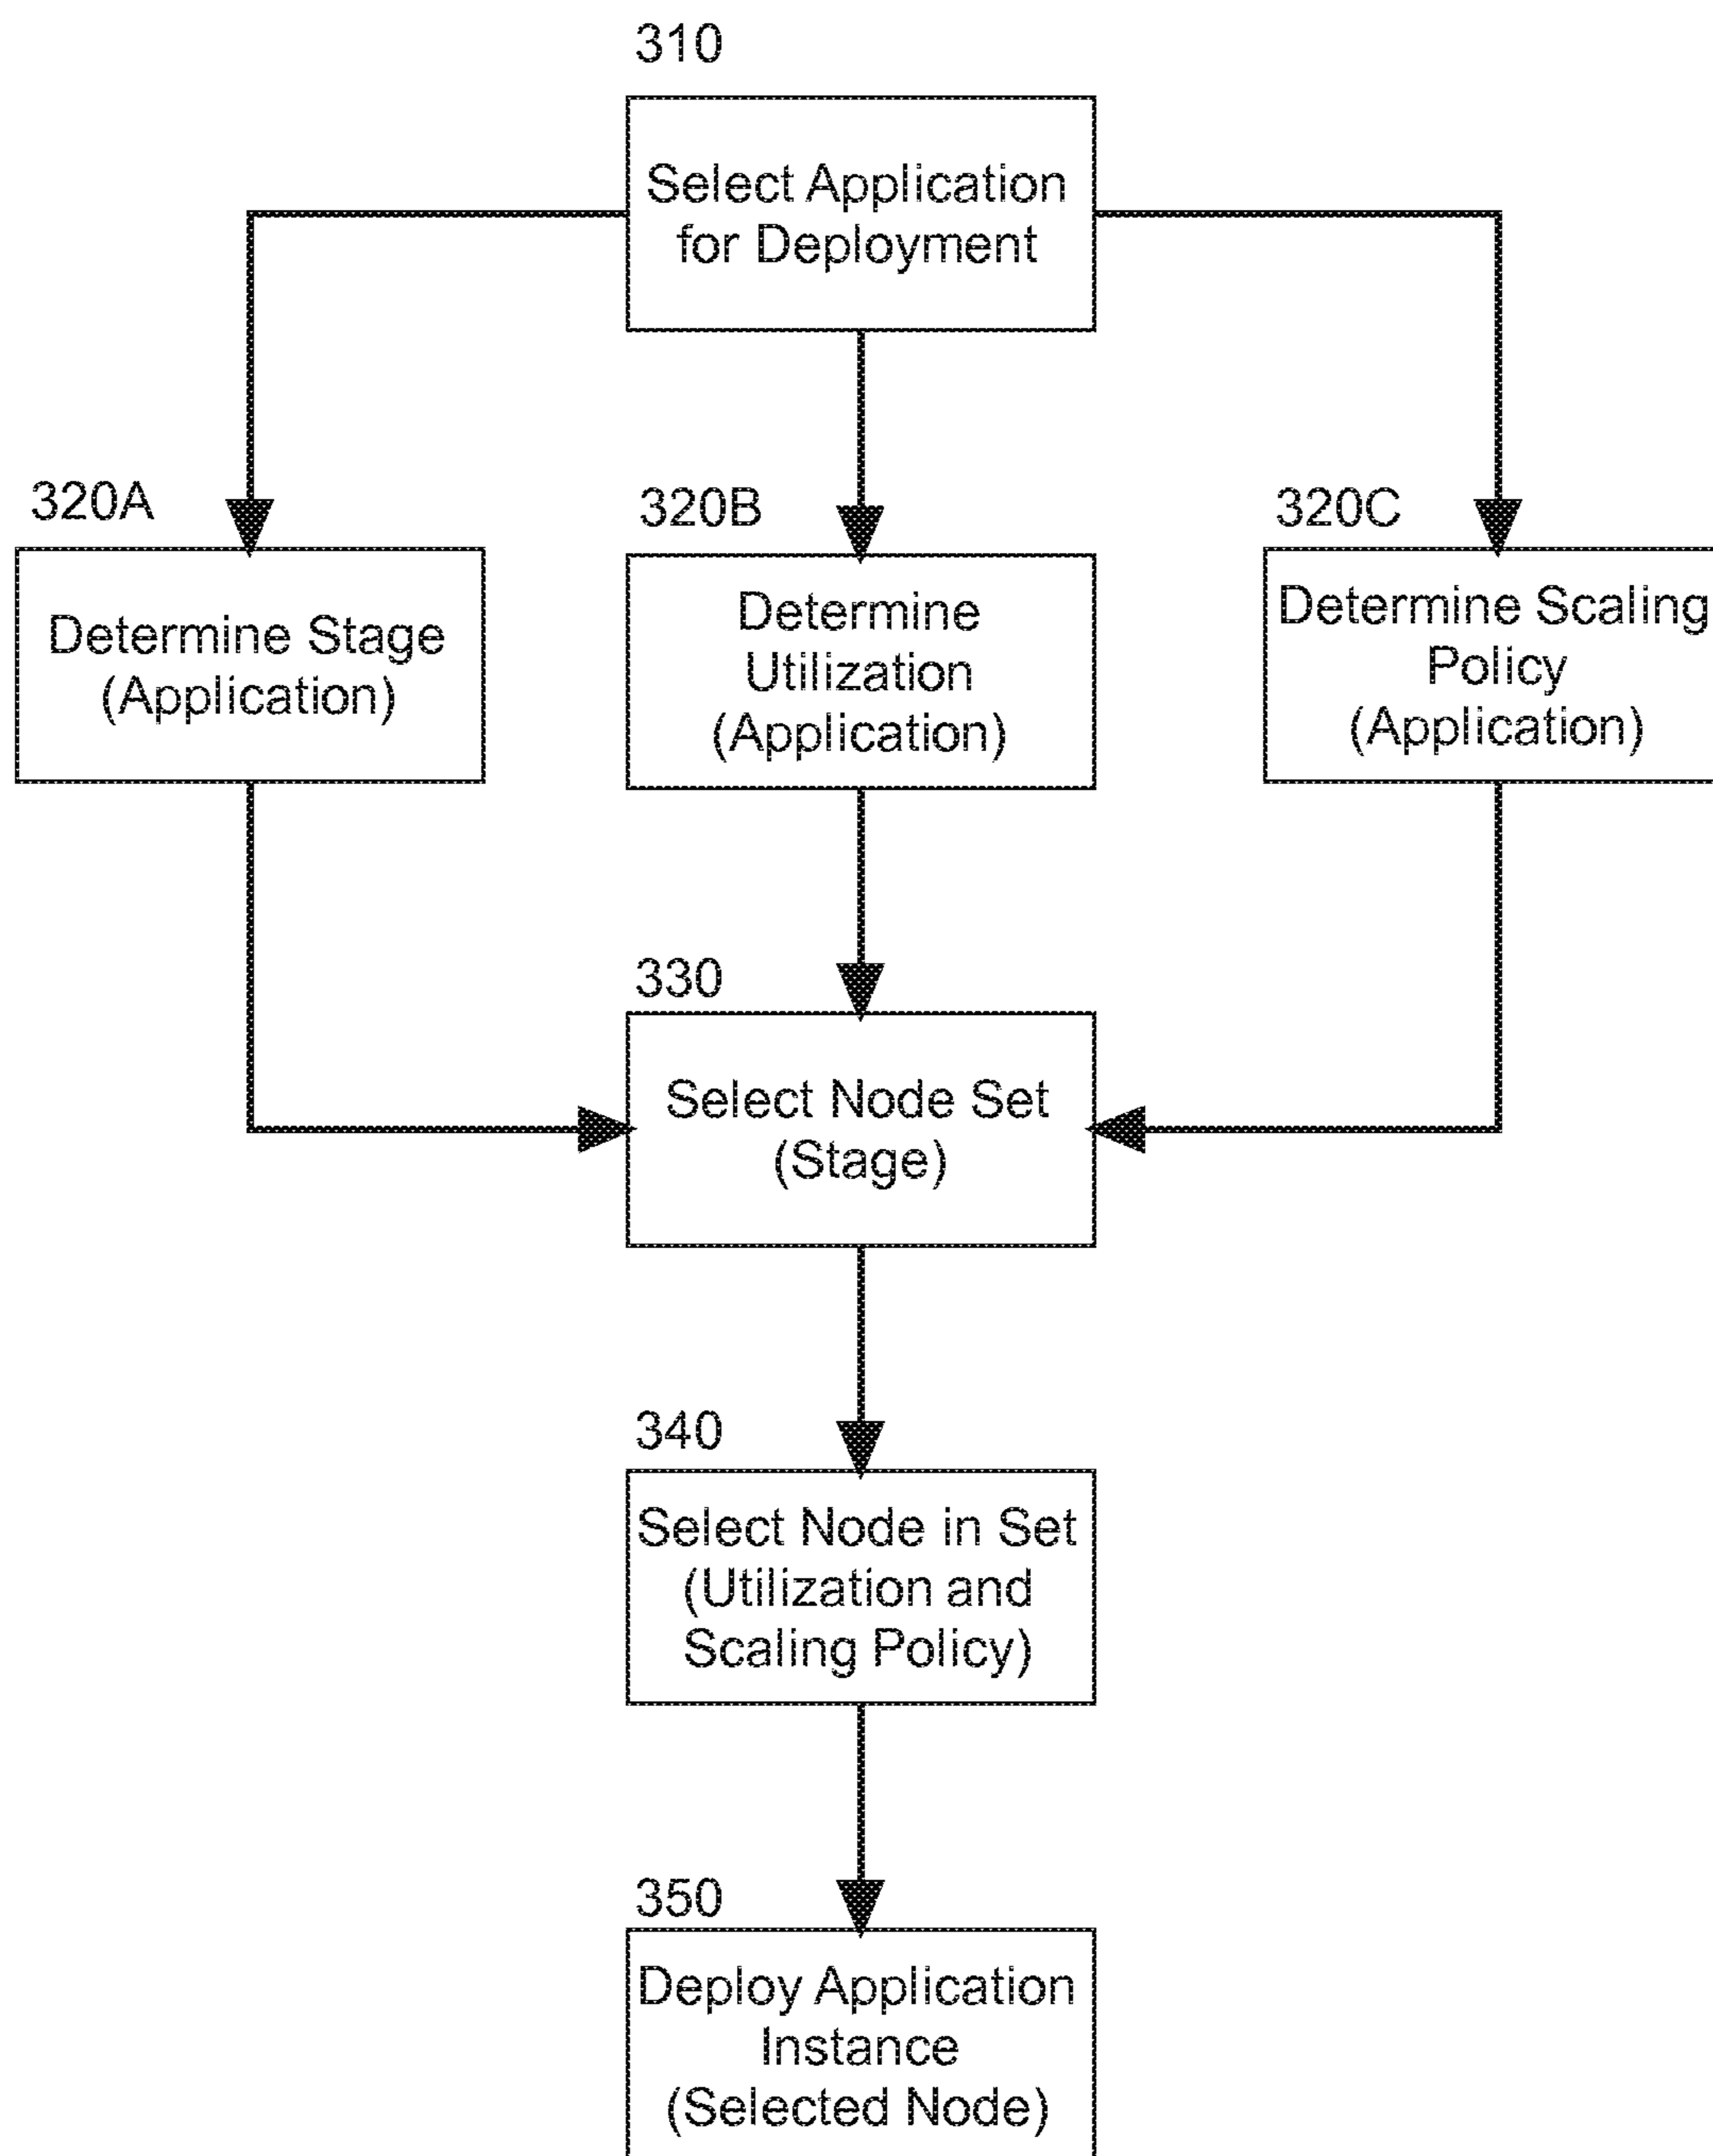 310
Select Application
for Deployment
320A
Determine Stage
(Application)
320B
Determine
Utilization
(Application)
320C
Determine Scaling
Policy
(Application)
330
Select Node Set
(Stage)
340
Select Node in Set
(Utilization and
Scaling Policy)
350
Deploy Application
Instance
(Selected Node)